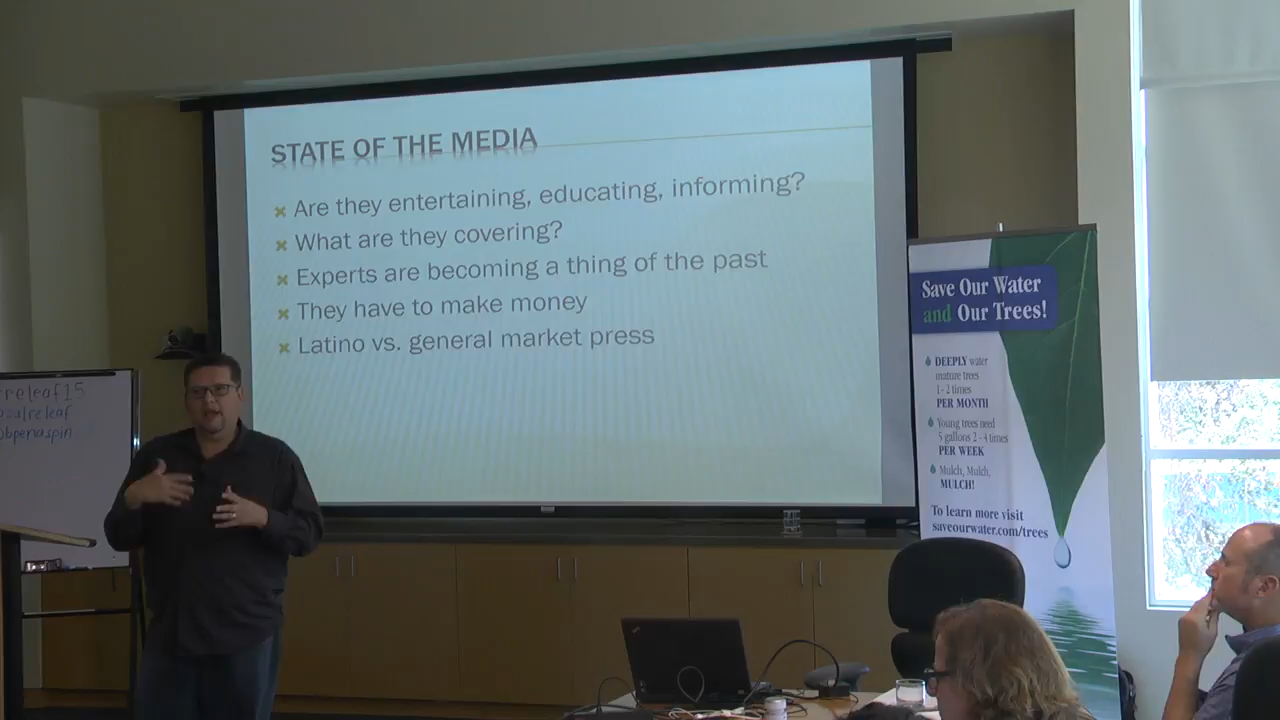 STATE OF THE MEDIA
Are they entertaining, educating, informing?
What are they covering?
Experts are becoming a thing of the past
They have to make money
Latino vs. general market press
releaf15
Save Our Water
and Our Trees!
DEEPLY water
mature trees
1-2 times
PER MONTH
Young trees need
5 gallons 2-4 times
PER WEEK
Mulch, Mulch,
MULCH!
To learn more visit
saveourwater.com/trees